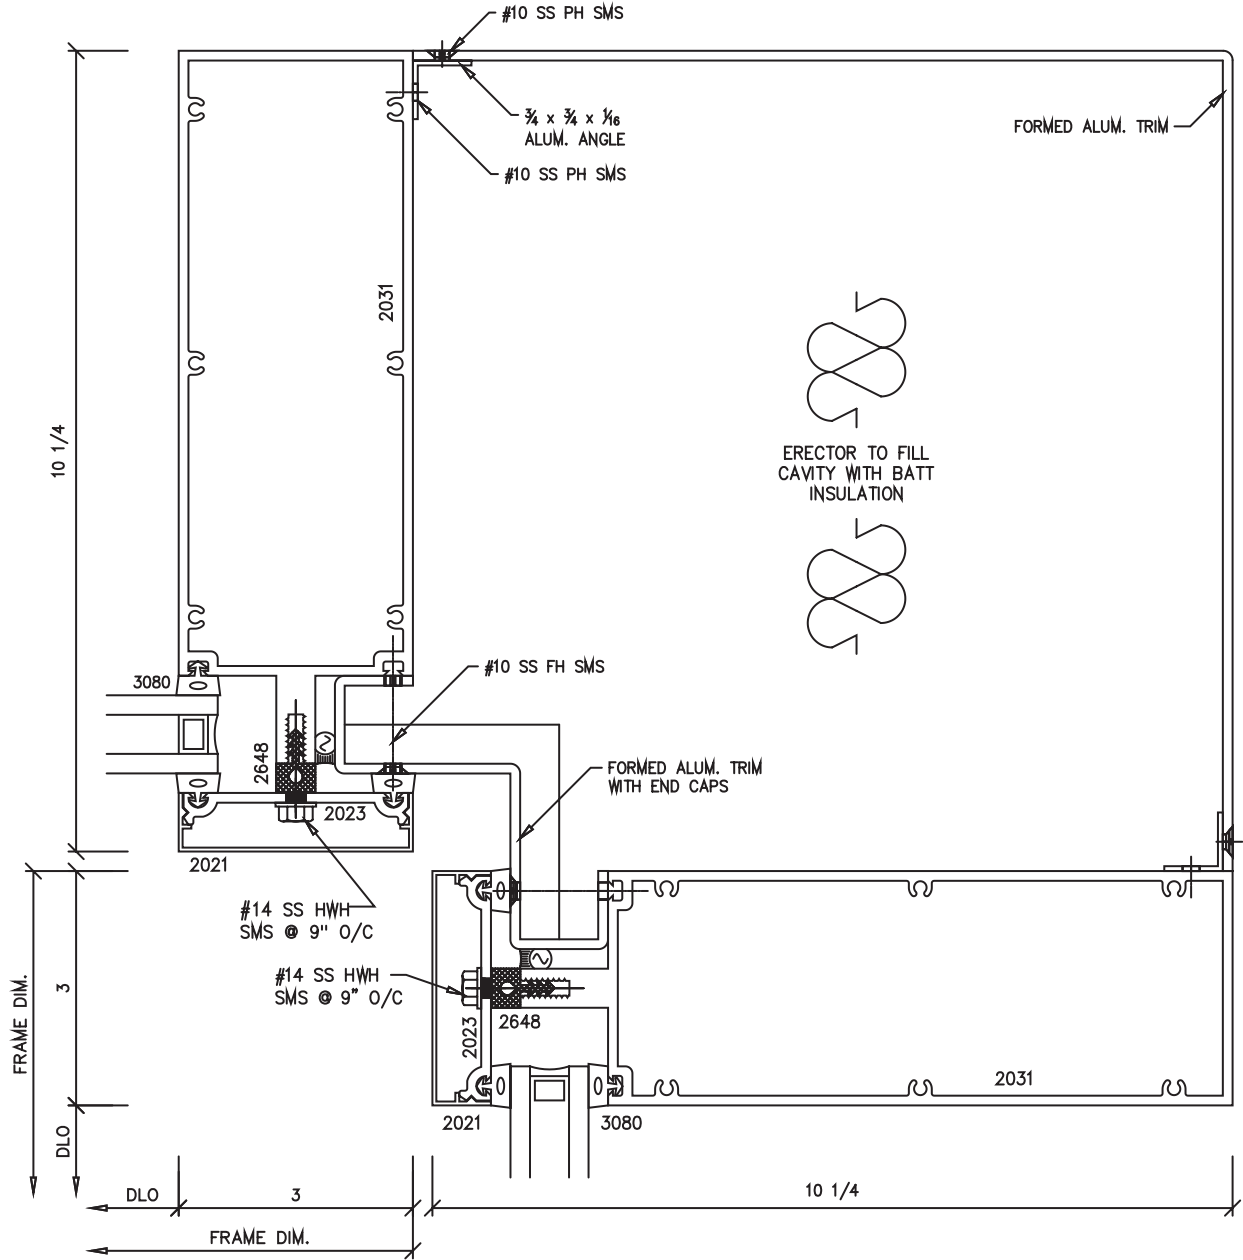 #10 SS PH SMS
¾ x ¾ x 1⁄16
ALUM. ANGLE
#10 SS PH SMS
FORMED ALUM. TRIM
2031
10 1/4
ERECTOR TO FILL
CAVITY WITH BATT
INSULATION
#10 SS FH SMS
3080
2648
FORMED ALUM. TRIM
WITH END CAPS
2023
2021
#14 SS HWH
SMS @ 9" O/C
#14 SS HWH
SMS @ 9" O/C
FRAME DIM.
3
2023
2648
2031
2021
3080
DLO
DLO
3
10 1/4
FRAME DIM.